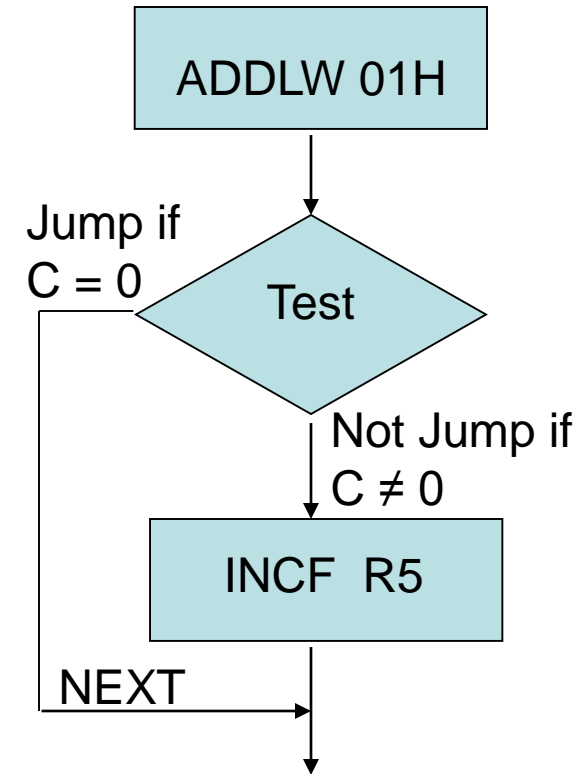 ADDLW 01H
Jump if
C = 0
Test
Not Jump if
C ≠ 0
INCF R5
NEXT